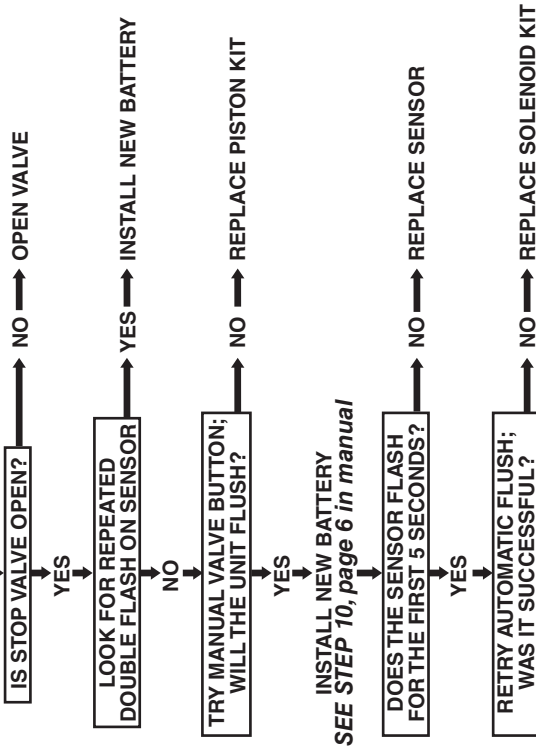 IS STOP VALVE OPEN?
NO
OPEN VALVE
YES
LOOK FOR REPEATED
DOUBLE FLASH ON SENSOR
YES
INSTALL NEW BATTERY
NO
TRY MANUAL VALVE BUTTON;
WILL THE UNIT FLUSH?
NO
REPLACE PISTON KIT
YES
INSTALL NEW BATTERY
SEE STEP 10, page 6 in manual
DOES THE SENSOR FLASH
FOR THE FIRST 5 SECONDS?
NO
REPLACE SENSOR
YES
RETRY AUTOMATIC FLUSH;
WAS IT SUCCESSFUL?
NO
REPLACE SOLENOID KIT